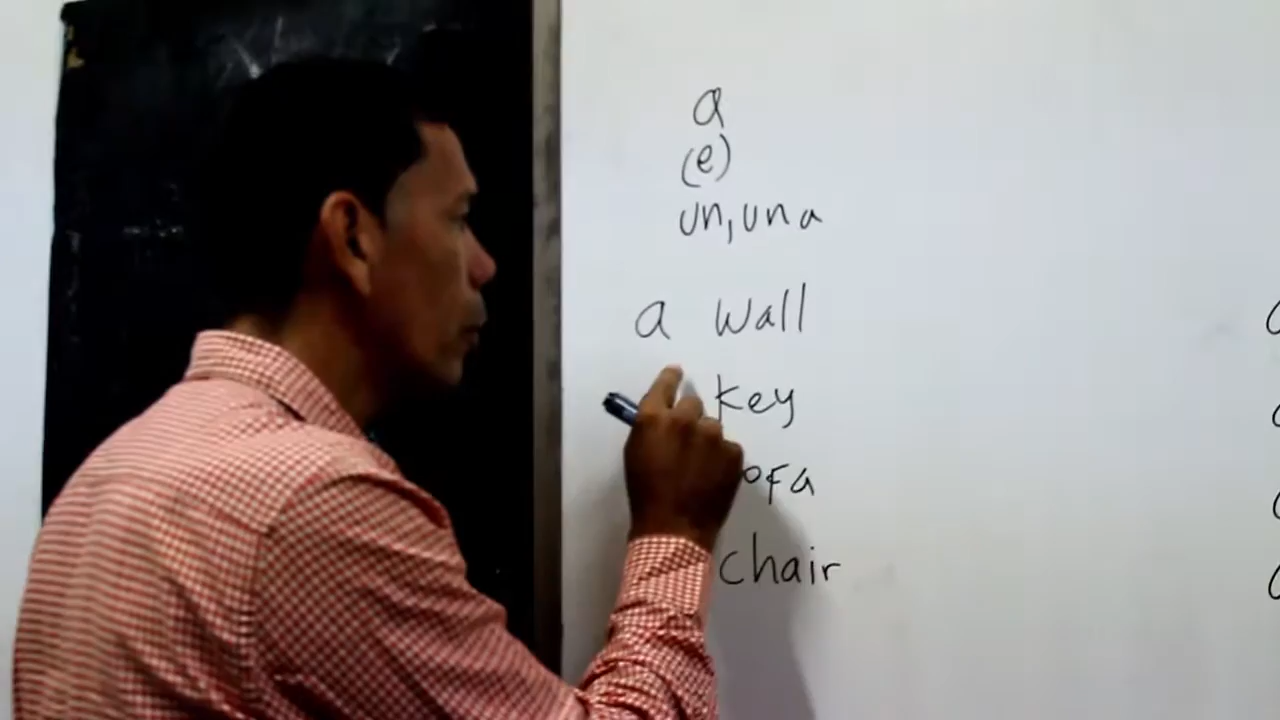 a
(e)
un, una
a wall
key
ofa
chair